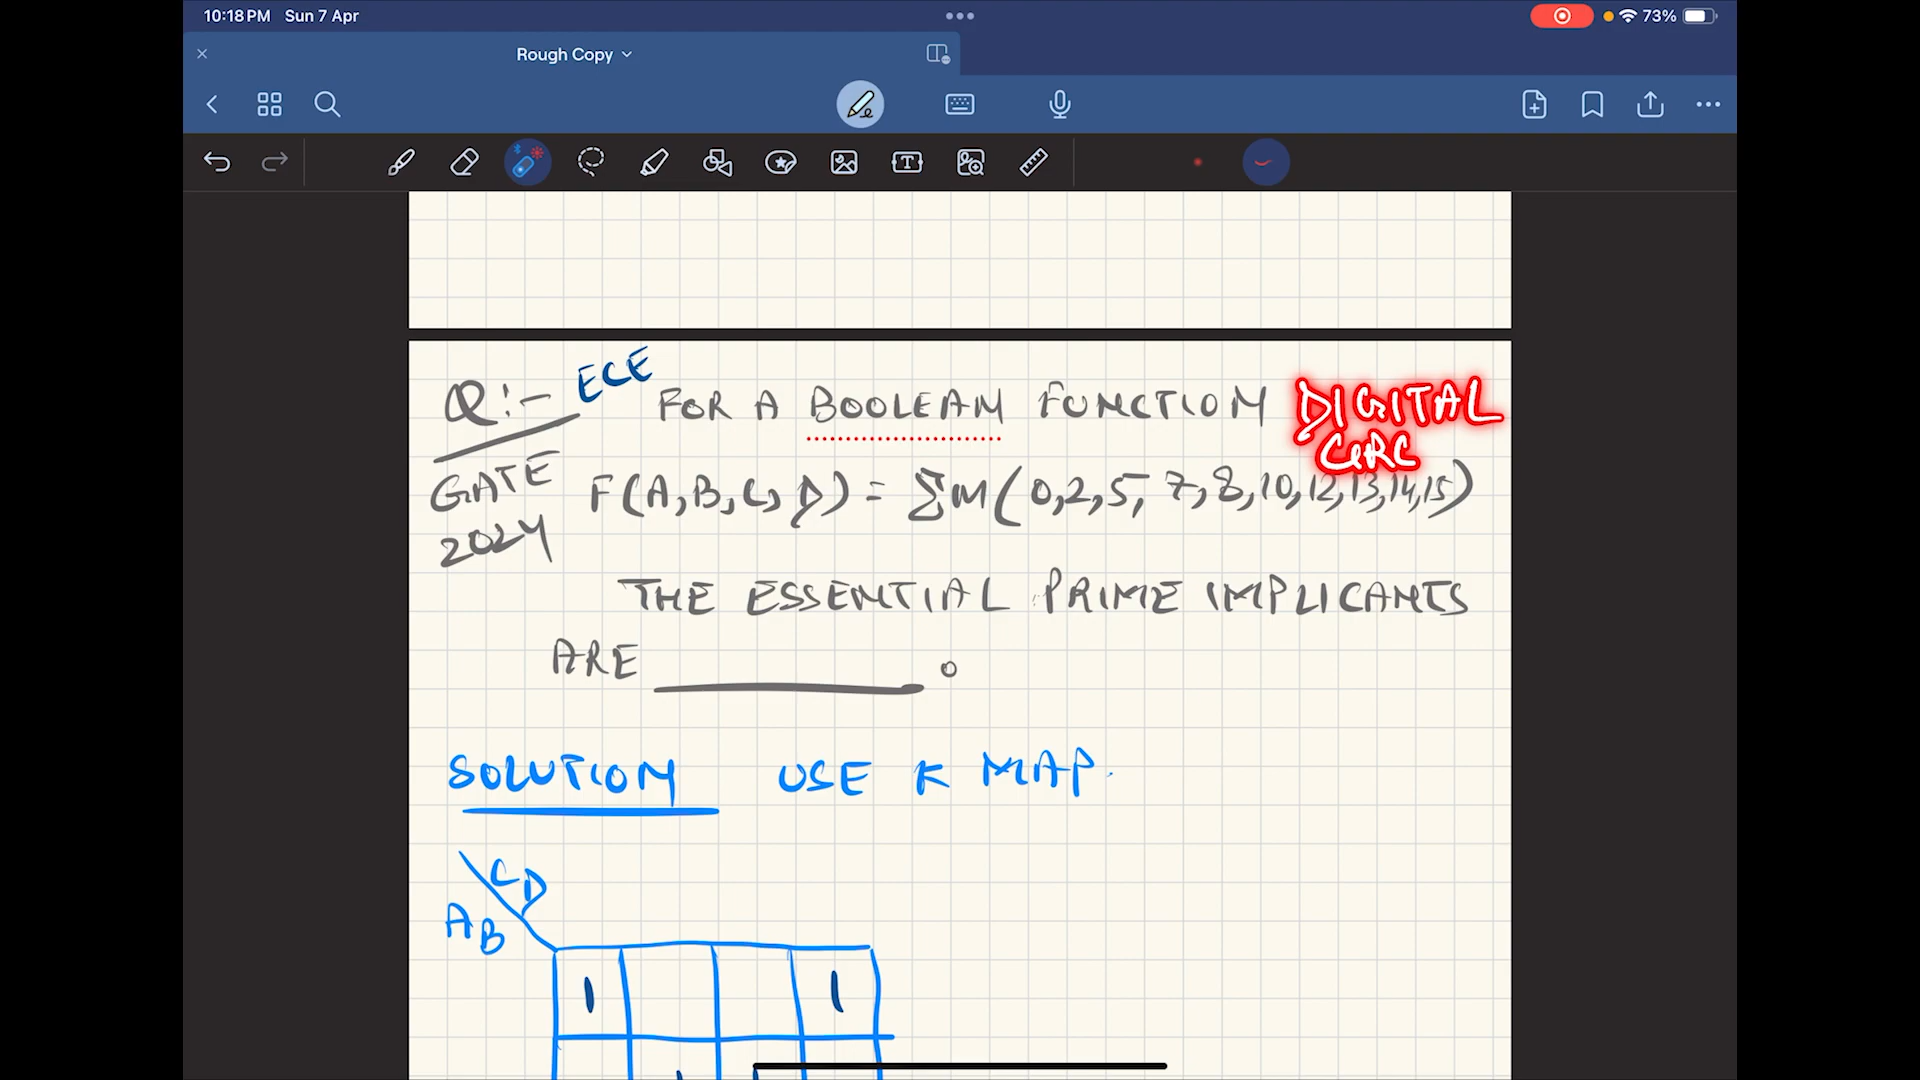 10:18 PM Sun 7 Apr
73%
Rough Copy
Q:- ECE FOR A BOOLEAN FUNCTION DIGITAL
CIRC
GATE F(A,B,C,D) = ΣM(0,2,5,7,8,10,12,13,14,15)
2024
THE ESSENTIAL PRIME IMPLICANTS
ARE ________.
SOLUTION USE K MAP.
CD
AB
1 1
1 1